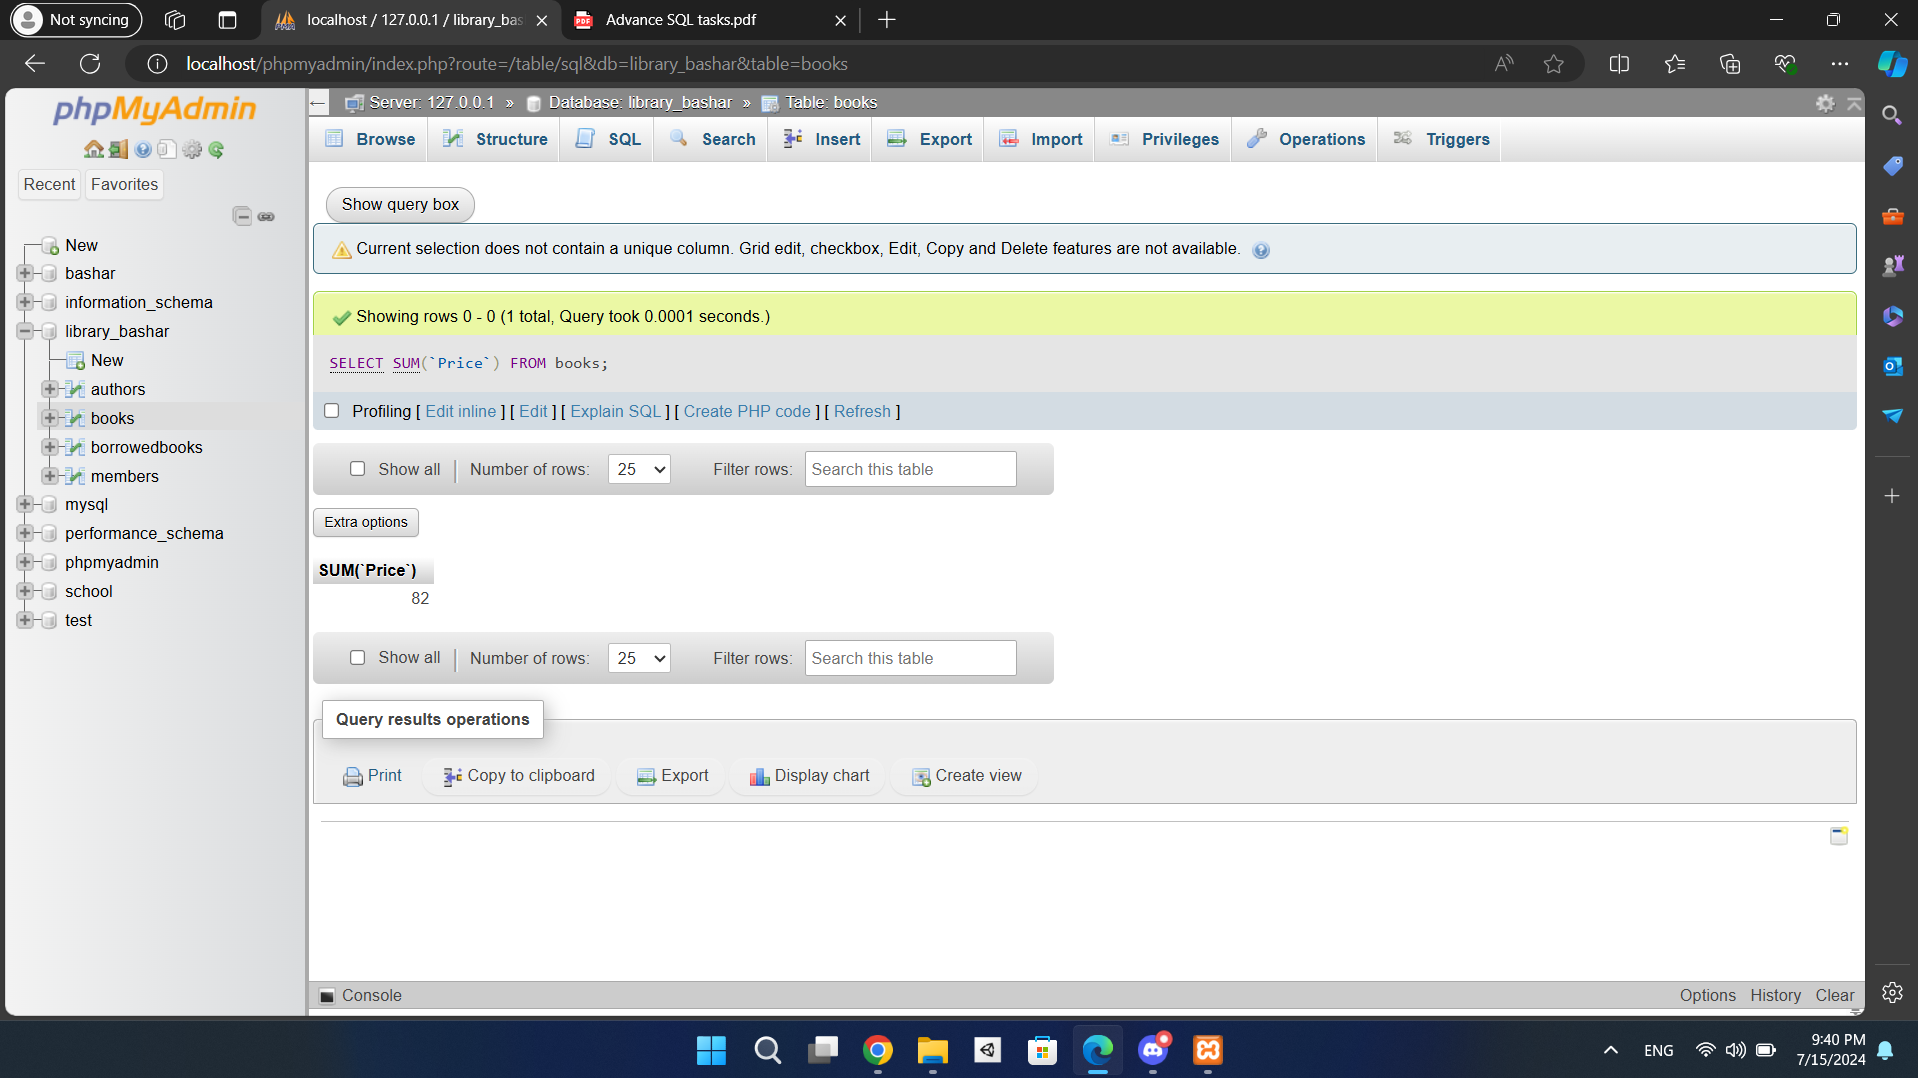 Not syncing
localhost / 127.0.0.1 / library_bas
Advance SQL tasks.pdf
localhost/phpmyadmin/index.php?route=/table/sql&db=library_bashar&table=books
phpMyAdmin
Recent
Favorites
New
bashar
information_schema
library_bashar
New
authors
books
borrowedbooks
members
mysql
performance_schema
phpmyadmin
school
test
Server: 127.0.0.1 » Database: library_bashar » Table: books
Browse
Structure
SQL
Search
Insert
Export
Import
Privileges
Operations
Triggers
Show query box
Current selection does not contain a unique column. Grid edit, checkbox, Edit, Copy and Delete features are not available.
Showing rows 0 - 0 (1 total, Query took 0.0001 seconds.)
SELECT SUM(`Price`) FROM books;
Profiling [ Edit inline ] [ Edit ] [ Explain SQL ] [ Create PHP code ] [ Refresh ]
Show all | Number of rows: 25 Filter rows: Search this table
Extra options
SUM(`Price`)
82
Show all | Number of rows: 25 Filter rows: Search this table
Query results operations
Print
Copy to clipboard
Export
Display chart
Create view
Console
Options History Clear
ENG
9:40 PM
7/15/2024